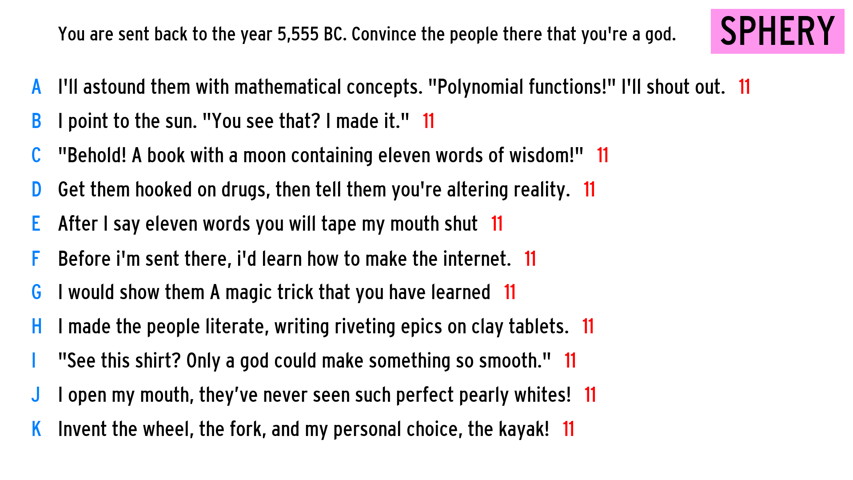 You are sent back to the year 5,555 BC. Convince the people there that you're a god.
SPHERY
A I'll astound them with mathematical concepts. "Polynomial functions!" I'll shout out. 11
B I point to the sun. "You see that? I made it." 11
C "Behold! A book with a moon containing eleven words of wisdom!" 11
D Get them hooked on drugs, then tell them you're altering reality. 11
E After I say eleven words you will tape my mouth shut 11
F Before i'm sent there, i'd learn how to make the internet. 11
G I would show them A magic trick that you have learned 11
H I made the people literate, writing riveting epics on clay tablets. 11
I "See this shirt? Only a god could make something so smooth." 11
J I open my mouth, they’ve never seen such perfect pearly whites! 11
K Invent the wheel, the fork, and my personal choice, the kayak! 11